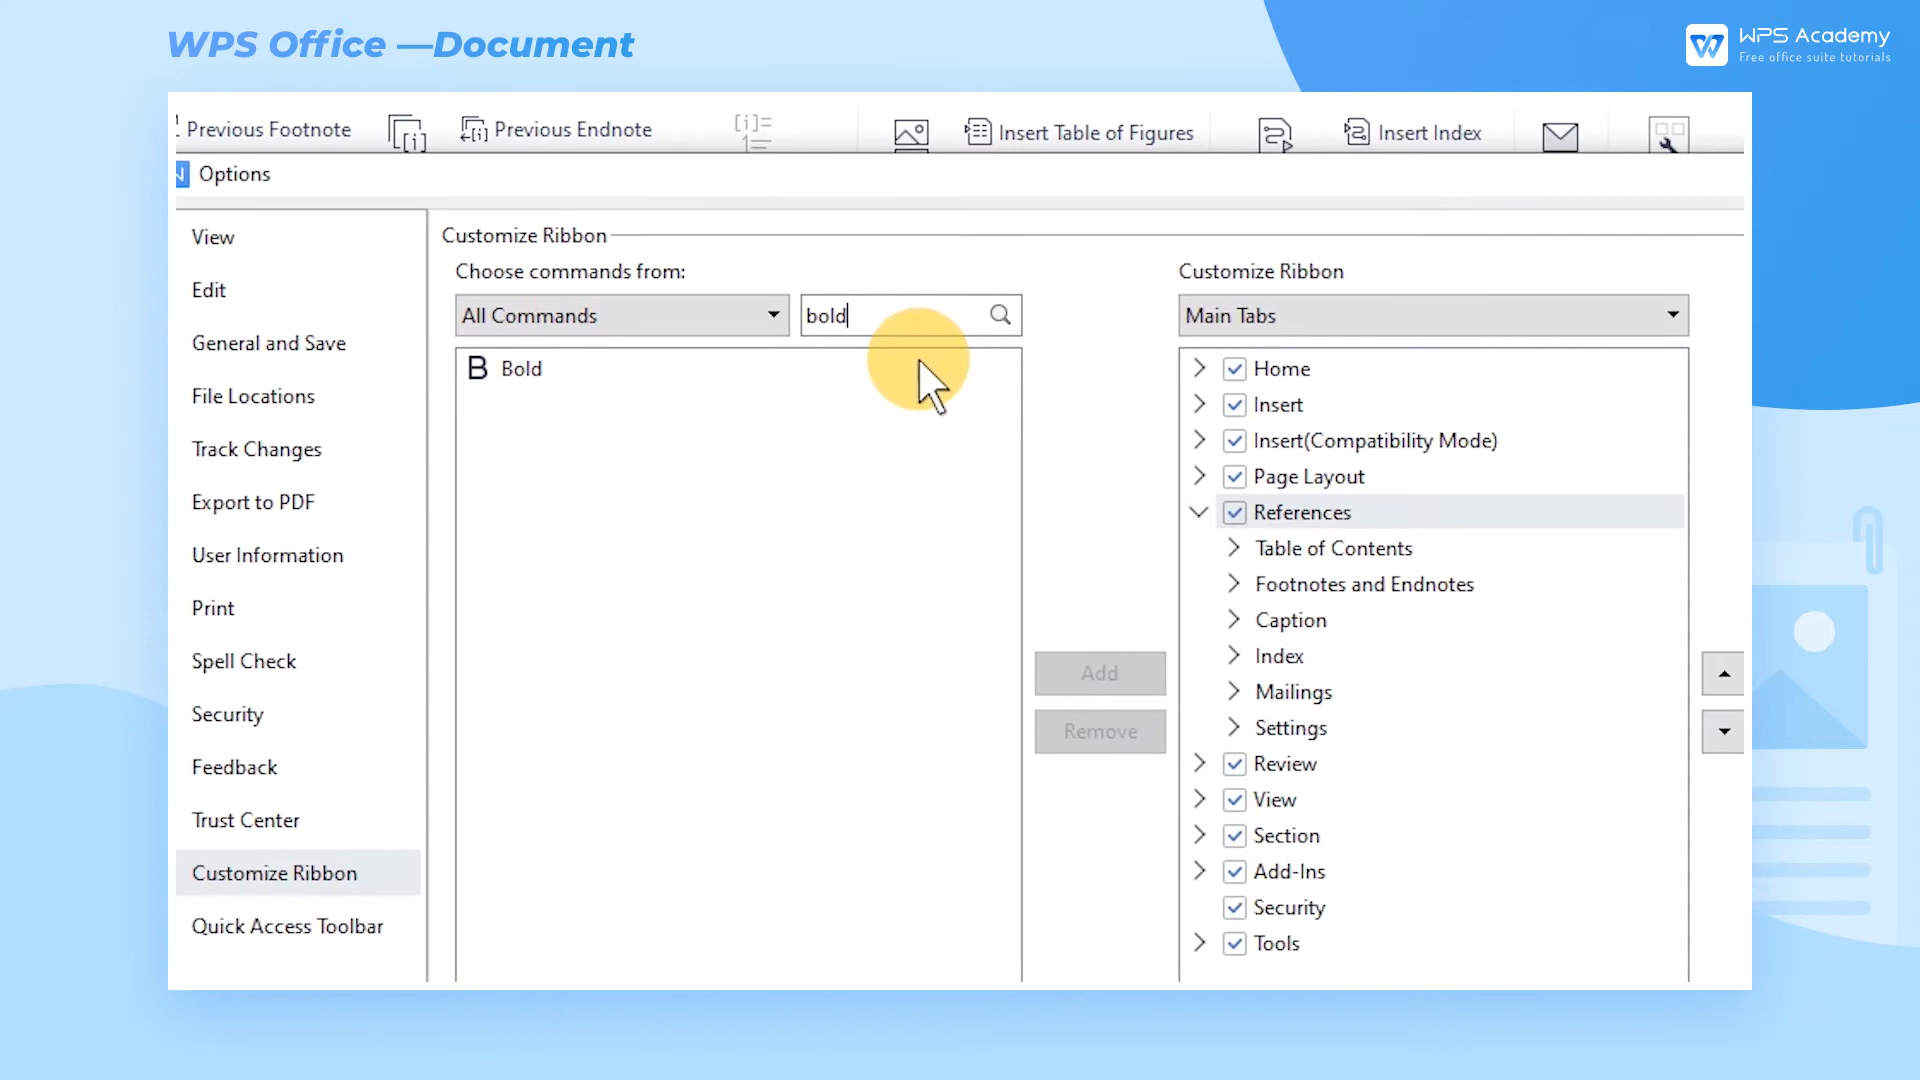 WPS Office —Document
WPS Academy
Free office suite tutorials
Previous Footnote
Previous Endnote
Insert Table of Figures
Insert Index
Options
View
Edit
General and Save
File Locations
Track Changes
Export to PDF
User Information
Print
Spell Check
Security
Feedback
Trust Center
Customize Ribbon
Quick Access Toolbar
Customize Ribbon
Choose commands from:
All Commands
bold
B Bold
Add
Remove
Customize Ribbon
Main Tabs
Home
Insert
Insert(Compatibility Mode)
Page Layout
References
Table of Contents
Footnotes and Endnotes
Caption
Index
Mailings
Settings
Review
View
Section
Add-Ins
Security
Tools